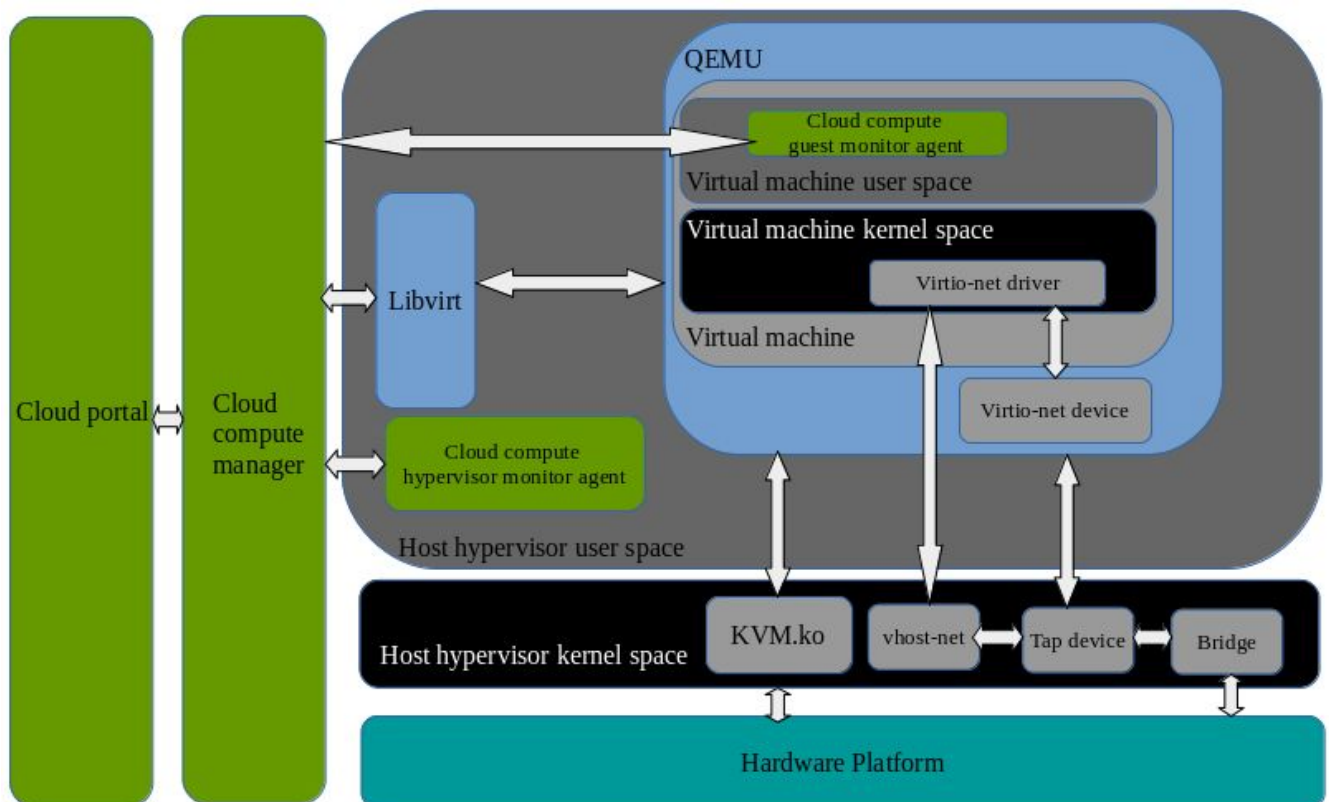 QEMU
Cloud compute
guest monitor agent
Virtual machine user space
Virtual machine kernel space
Virtio-net driver
Libvirt
Virtual machine
Cloud portal
Cloud
compute
manager
Virtio-net device
Cloud compute
hypervisor monitor agent
Host hypervisor user space
KVM.ko
vhost-net
Tap device
Bridge
Host hypervisor kernel space
Hardware Platform